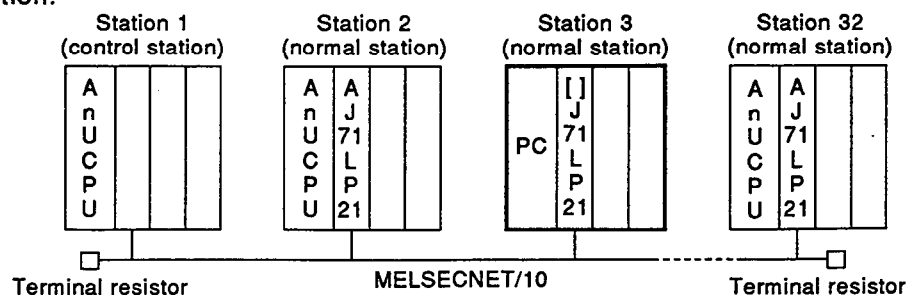 tion.
Station 1
(control station)
Station 2
(normal station)
Station 3
(normal station)
Station 32
(normal station)
A
n
U
C
P
U
A
n
U
C
P
U
A
J
71
L
P
21
PC
[ ]
J
71
L
P
21
A
n
U
C
P
U
A
J
71
L
P
21
Terminal resistor
MELSECNET/10
Terminal resistor